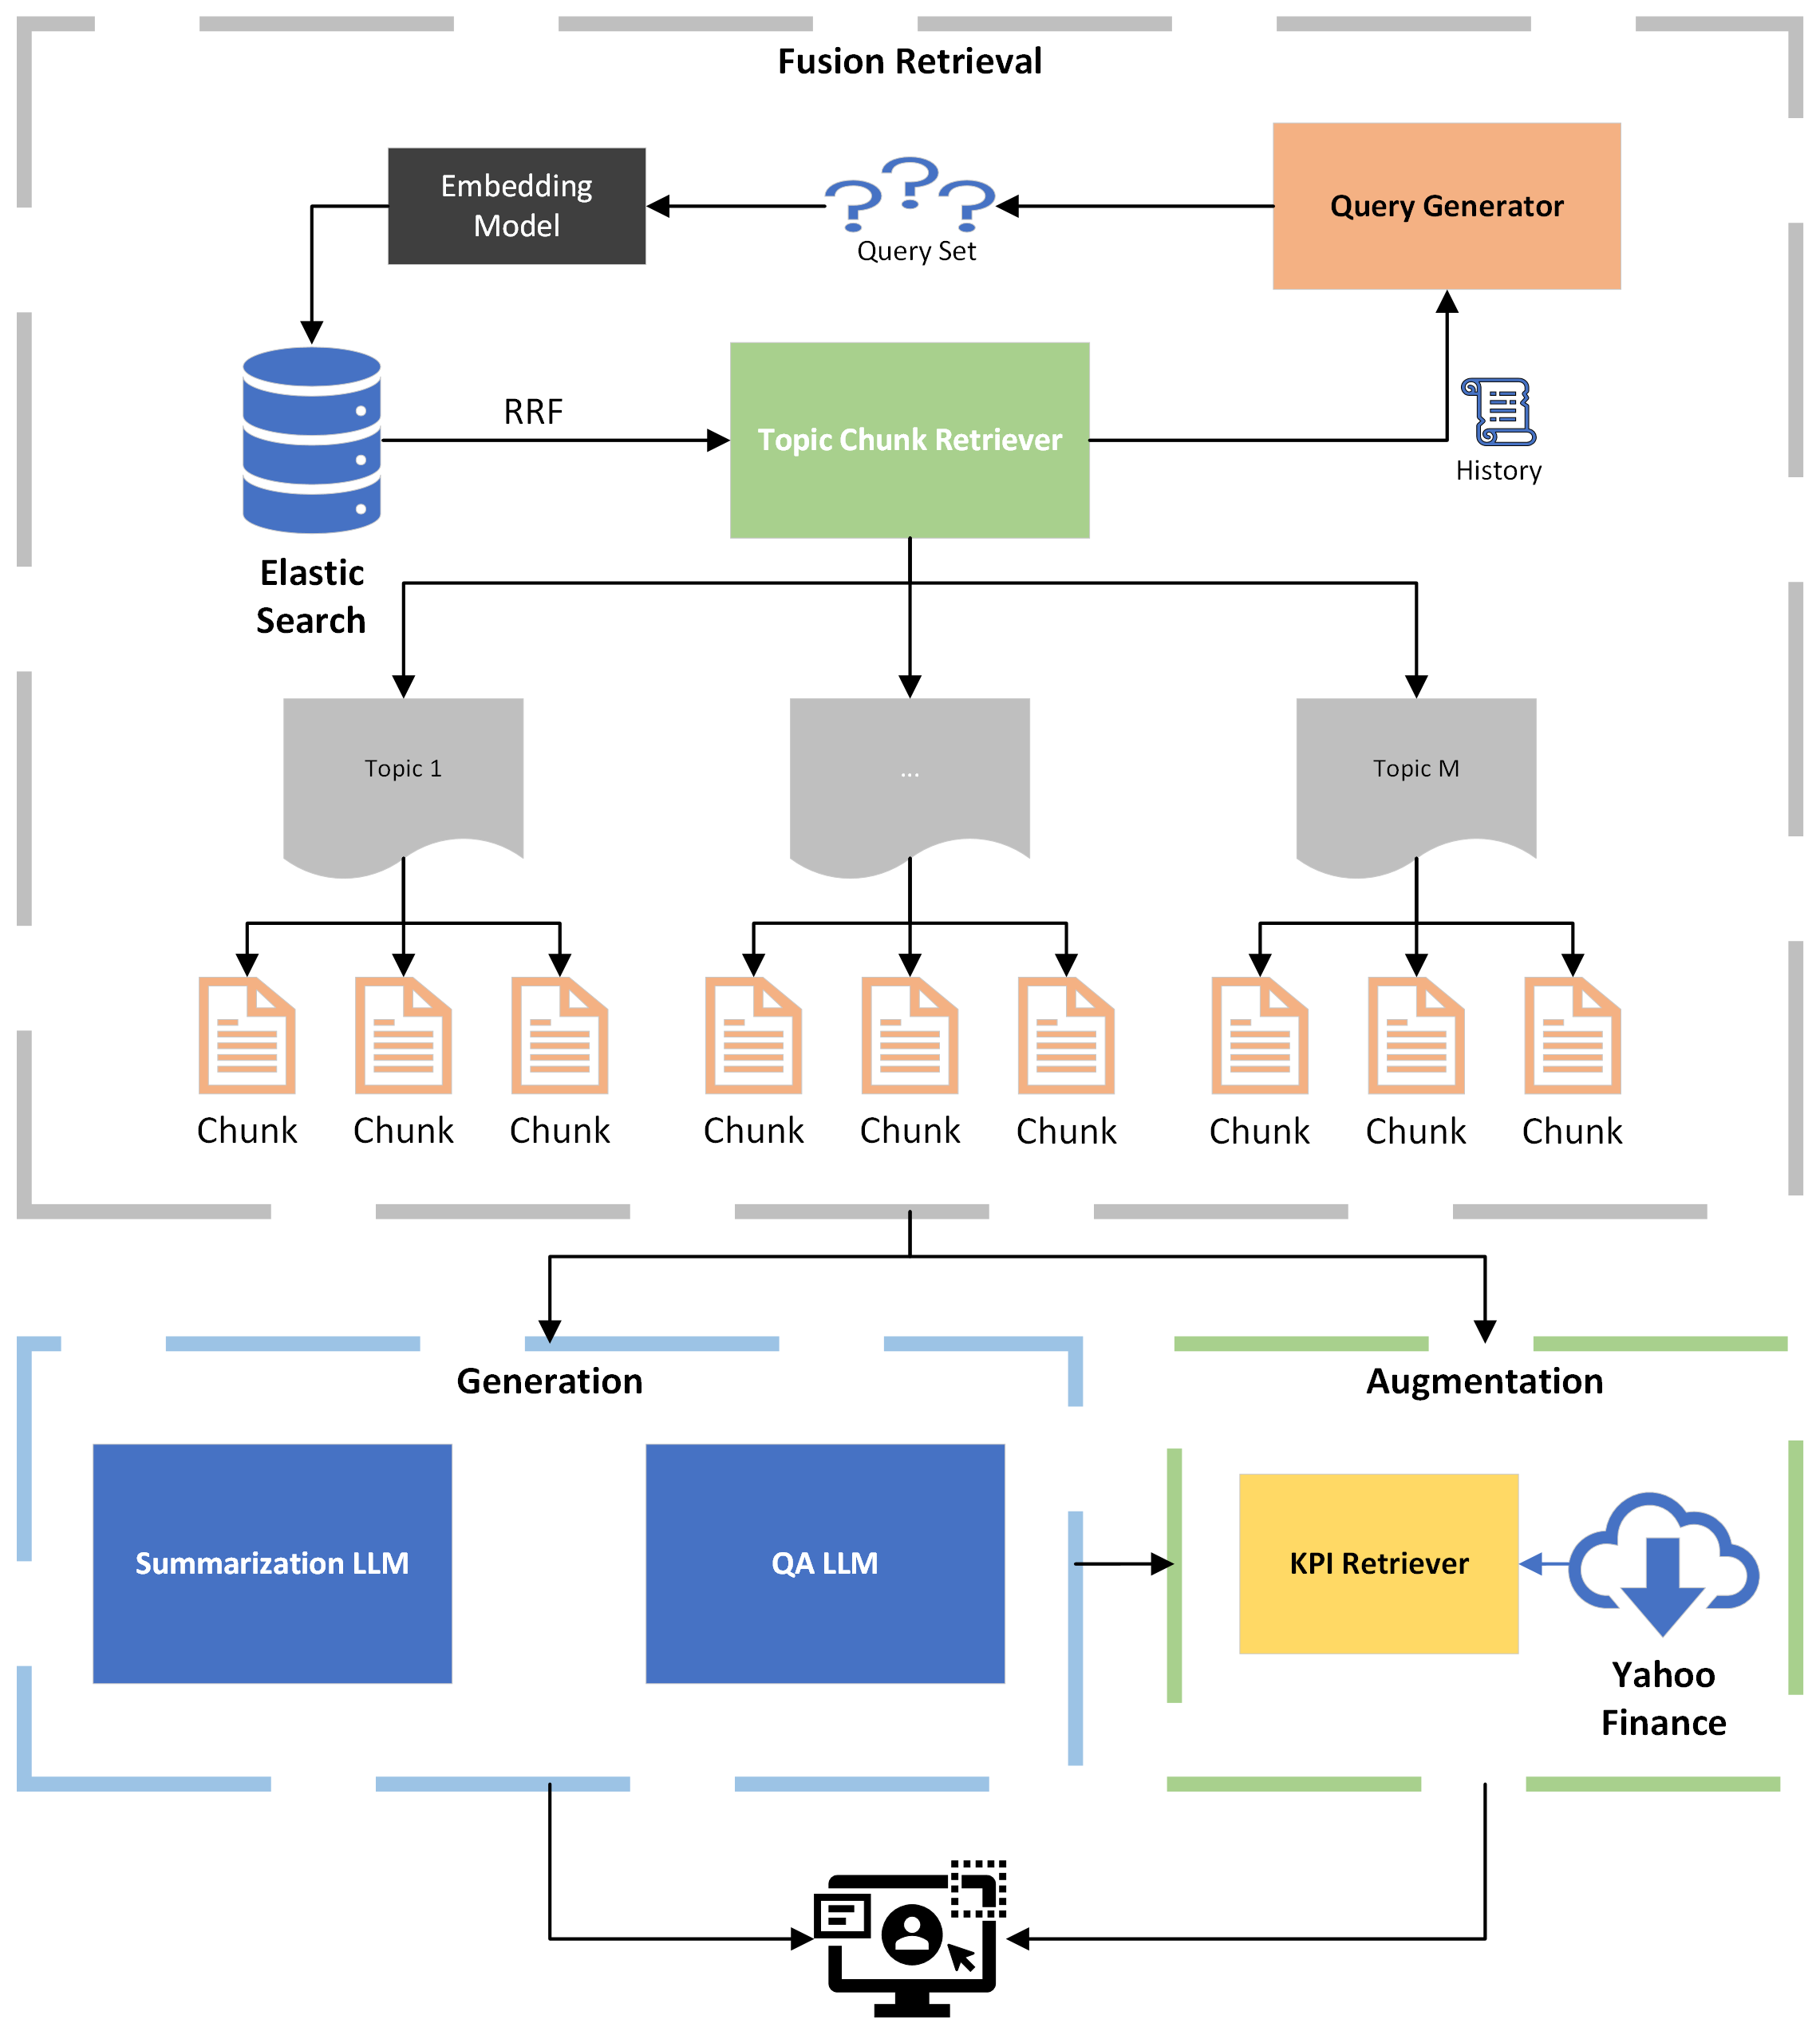 Fusion Retrieval
Embedding
Model
Query Set
Query Generator
RRF
Topic Chunk Retriever
History
Elastic
Search
Topic 1
...
Topic M
Chunk
Chunk
Chunk
Chunk
Chunk
Chunk
Chunk
Chunk
Chunk
Generation
Augmentation
Summarization LLM
QA LLM
KPI Retriever
Yahoo
Finance